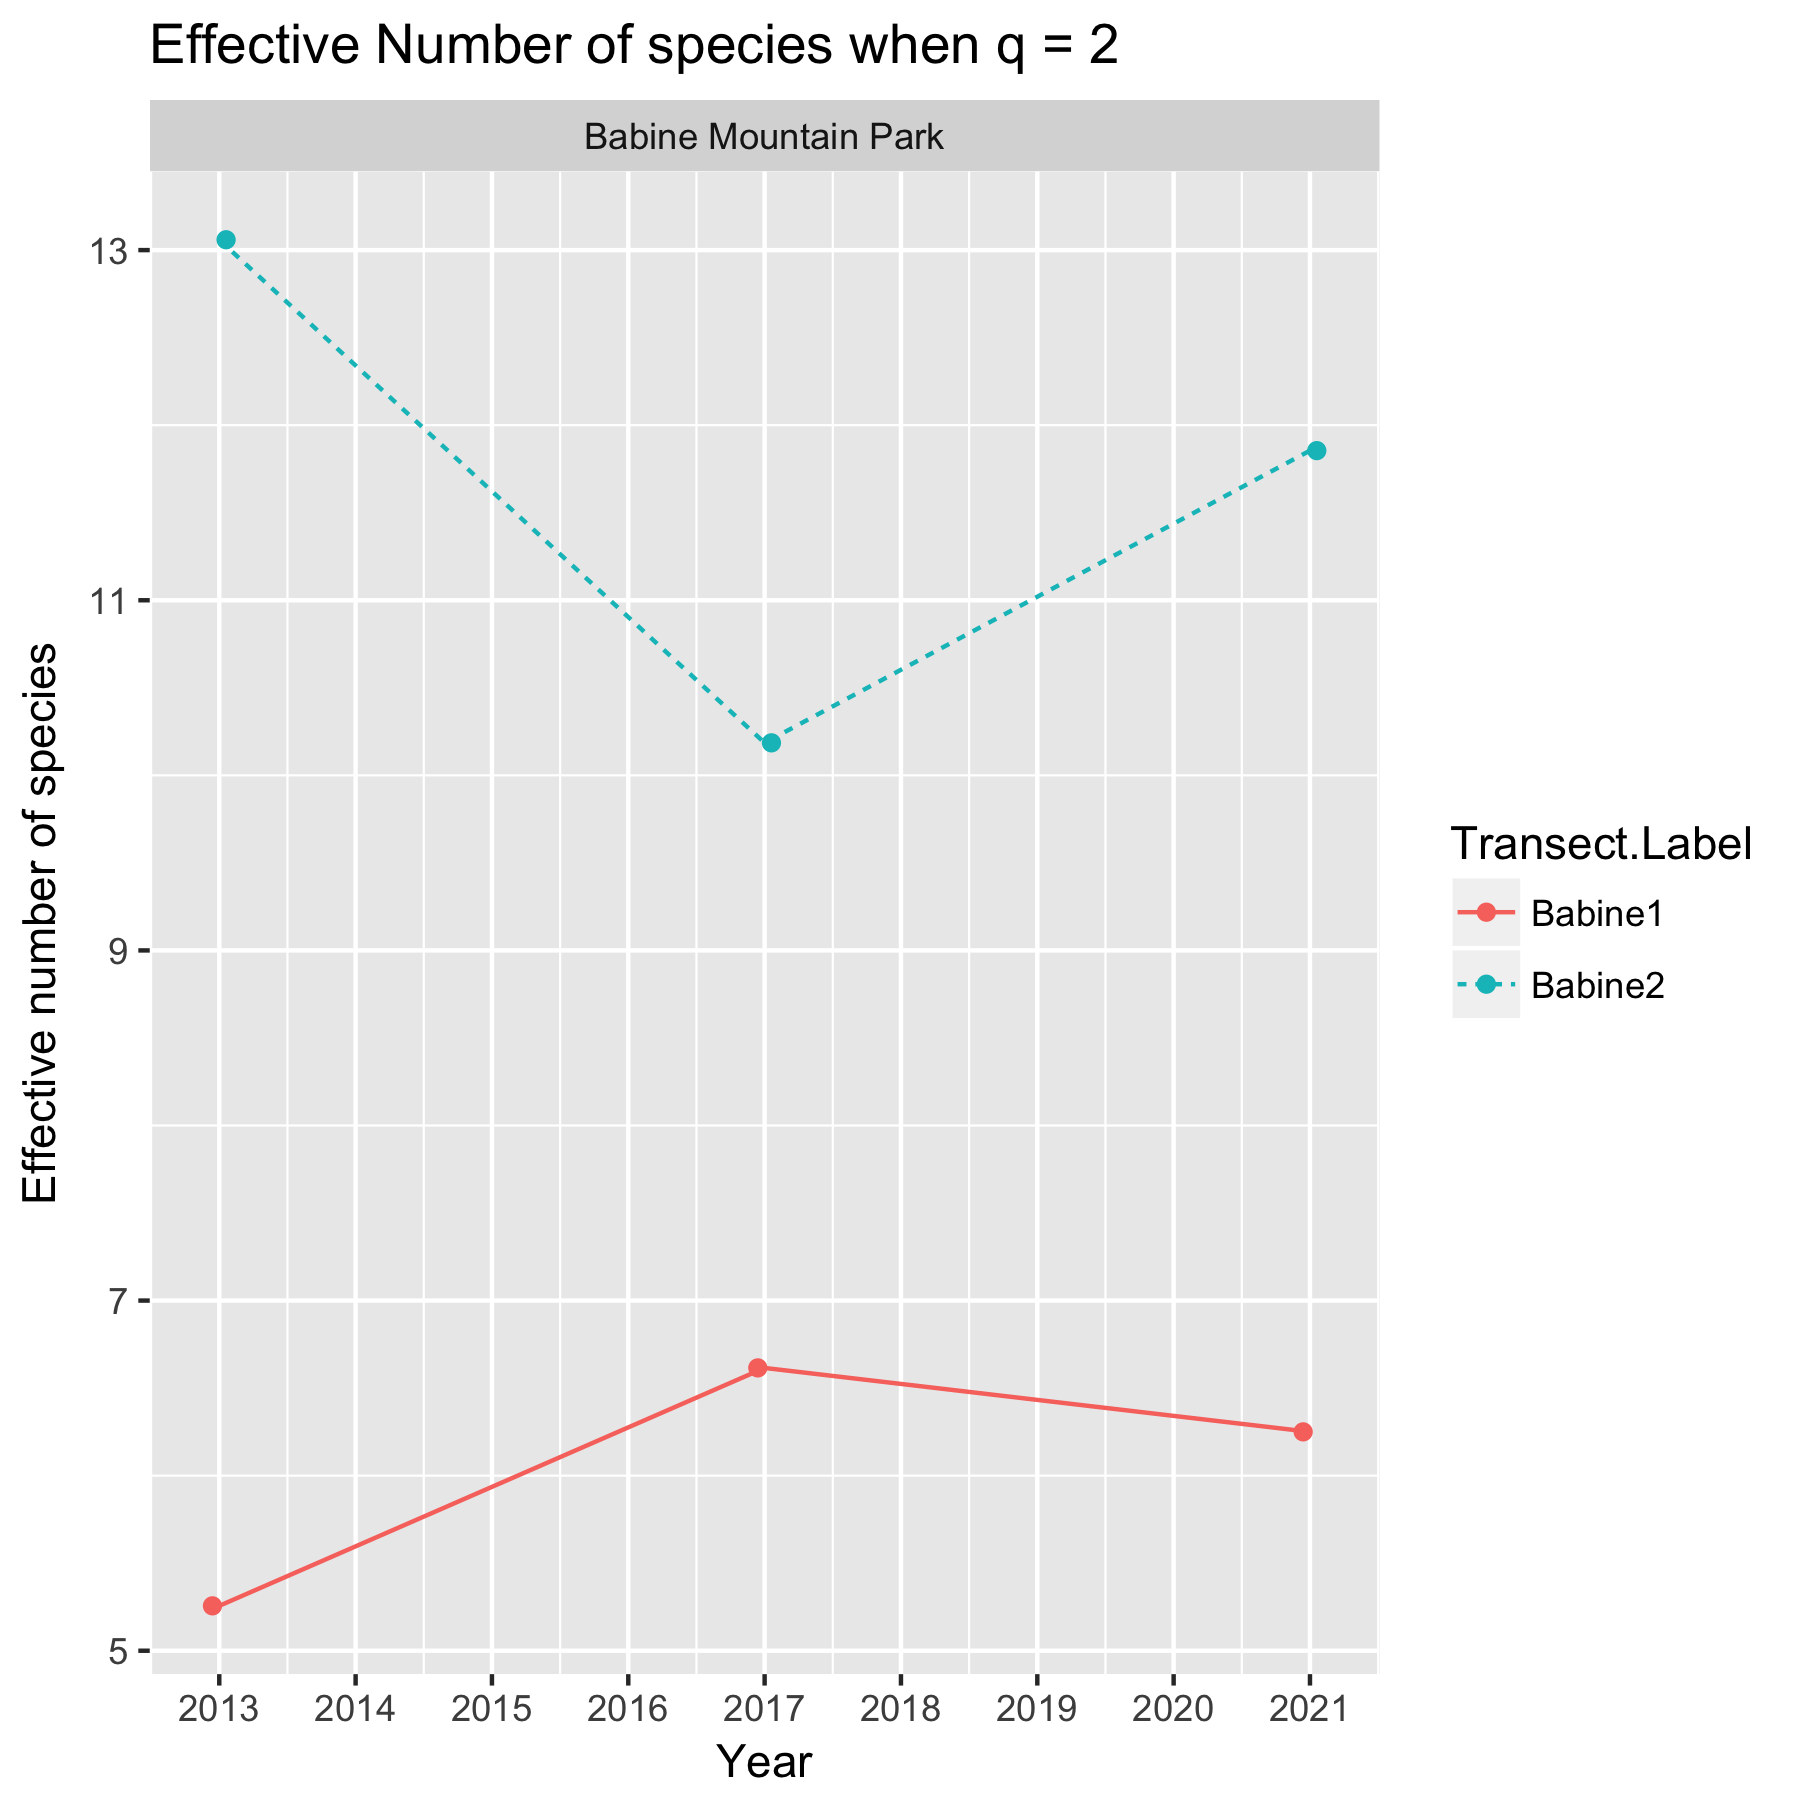 Effective Number of species when q = 2
Babine Mountain Park
13
11
9
7
5
Effective number of species
2013 2014 2015 2016 2017 2018 2019 2020 2021
Year
Transect.Label
Babine1
Babine2